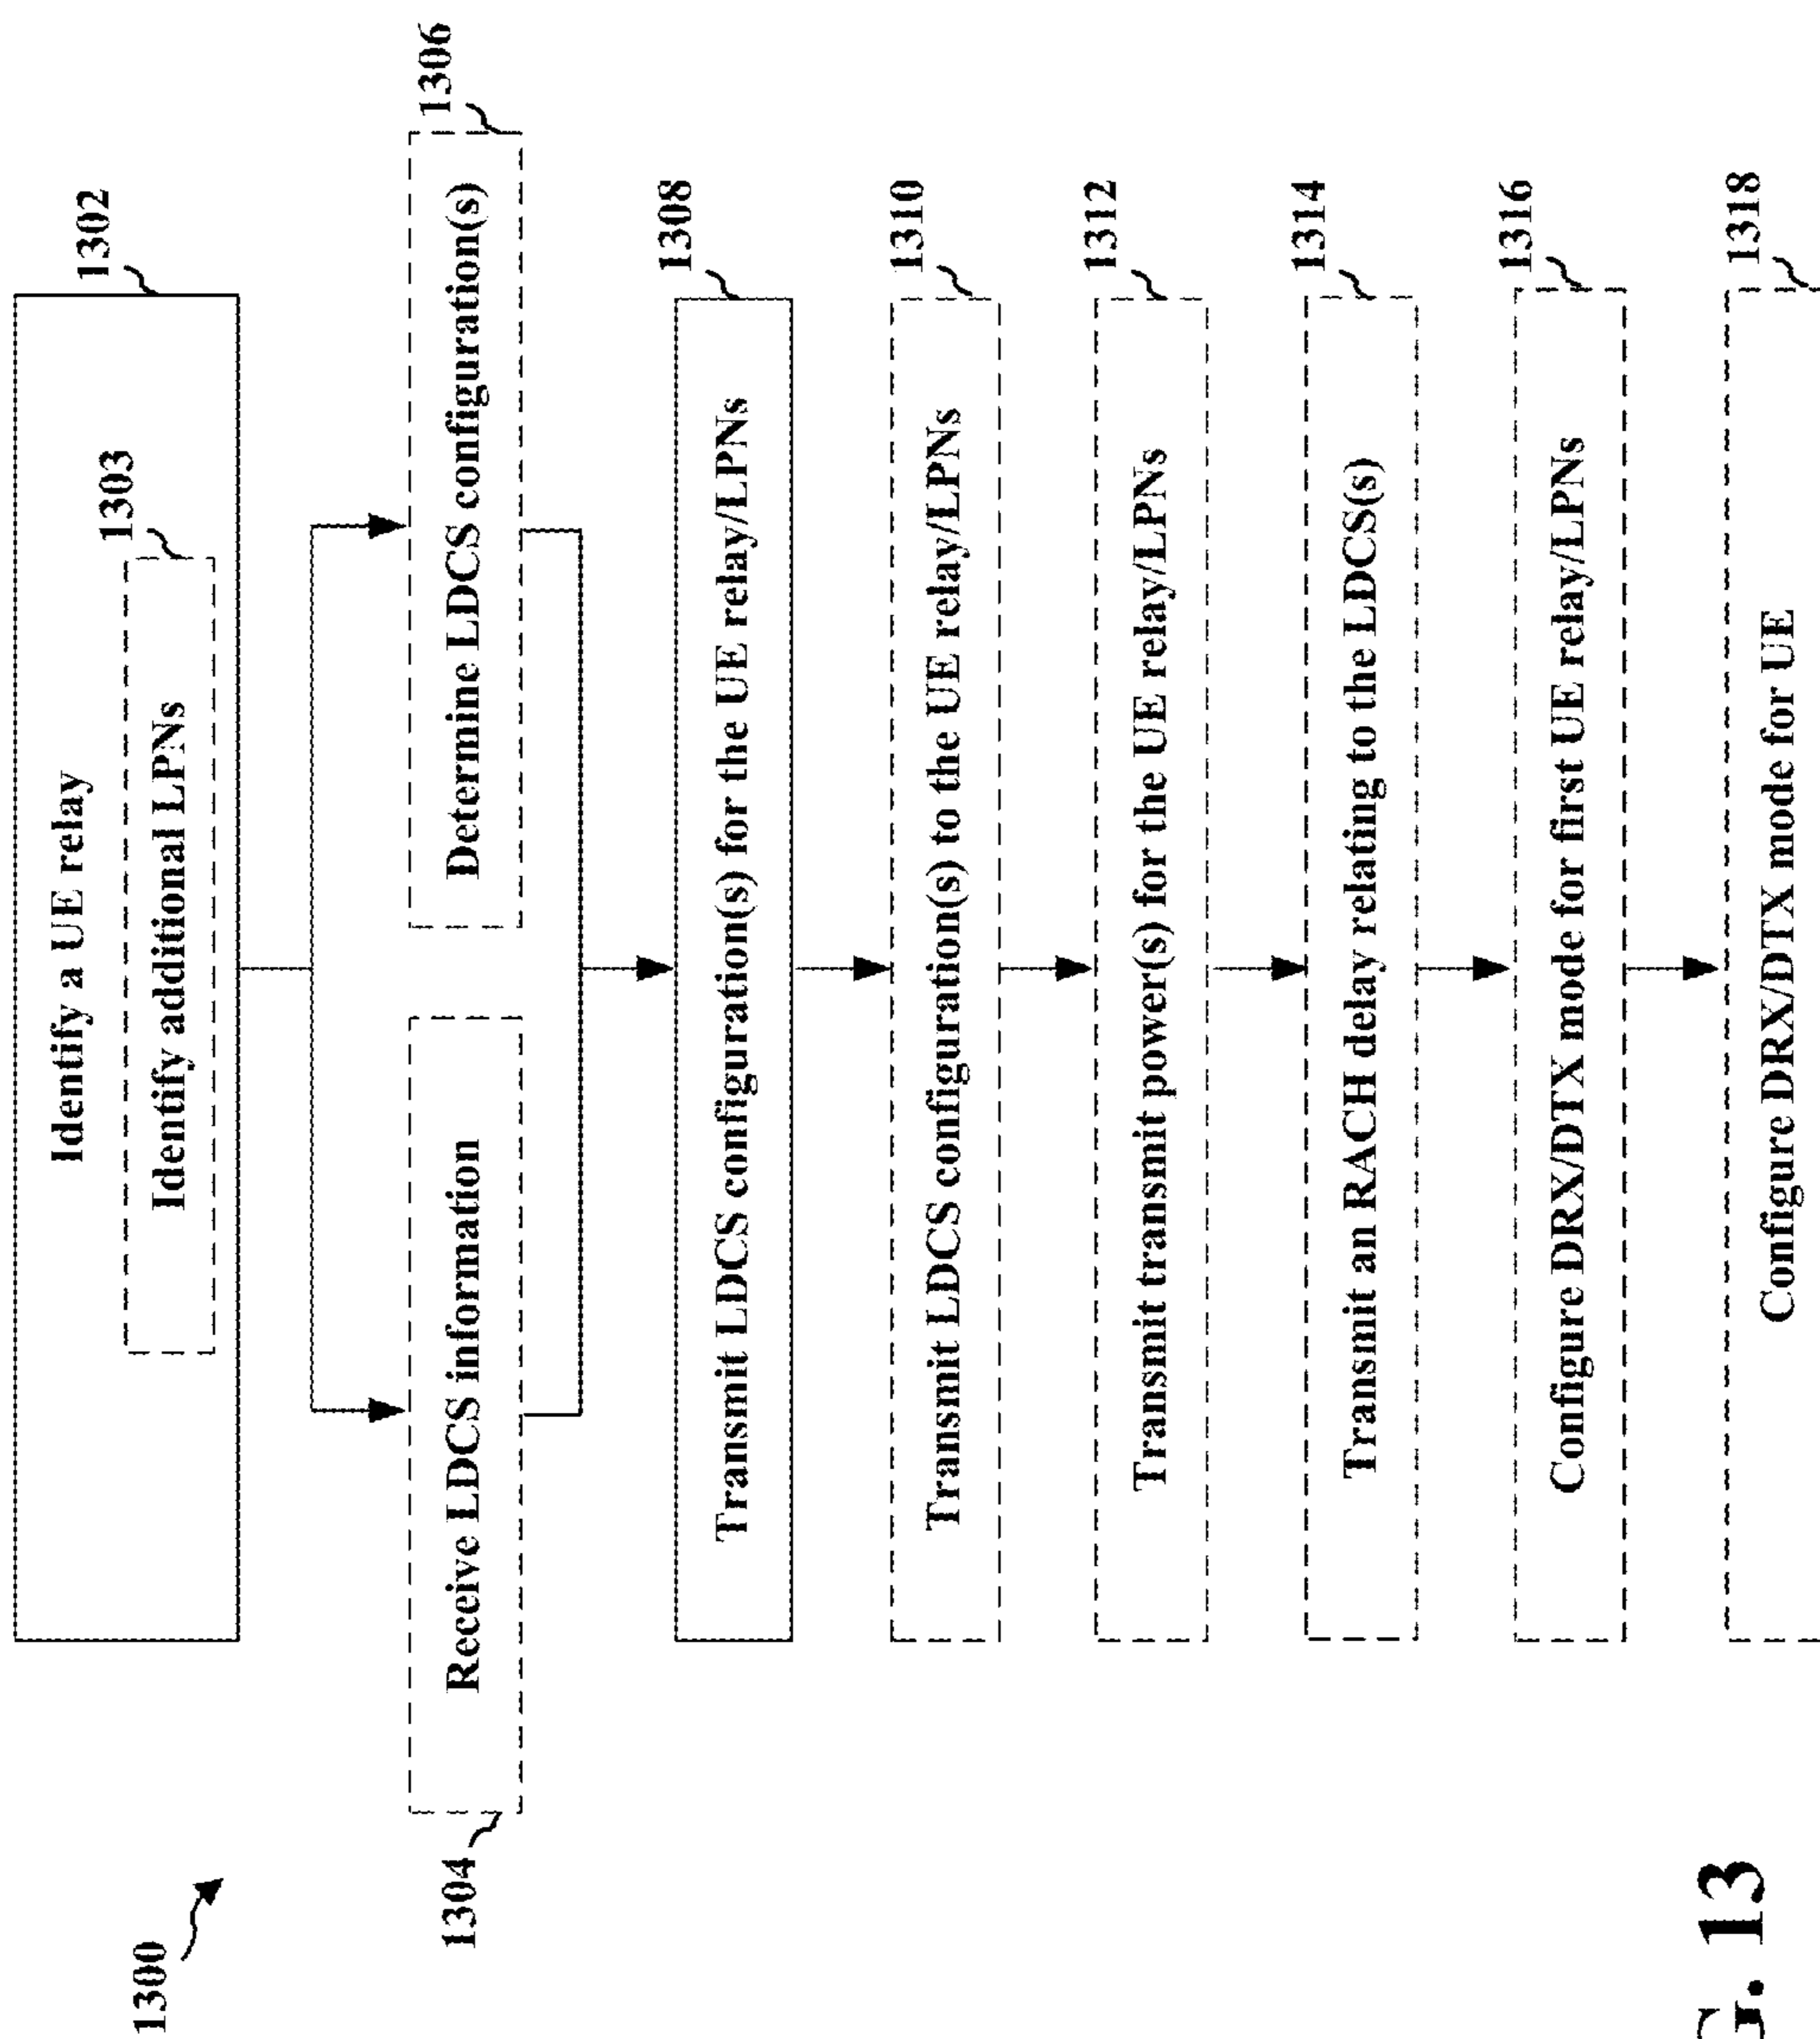 1300
1302
Identify a UE relay
1303
Identify additional LPNs
1304
Receive LDCS information
1306
Determine LDCS configuration(s)
1308
Transmit LDCS configuration(s) for the UE relay/LPNs
1310
Transmit LDCS configuration(s) to the UE relay/LPNs
1312
Transmit transmit power(s) for the UE relay/LPNs
1314
Transmit an RACH delay relating to the LDCS(s)
1316
Configure DRX/DTX mode for first UE relay/LPNs
1318
Configure DRX/DTX mode for UE
G. 13